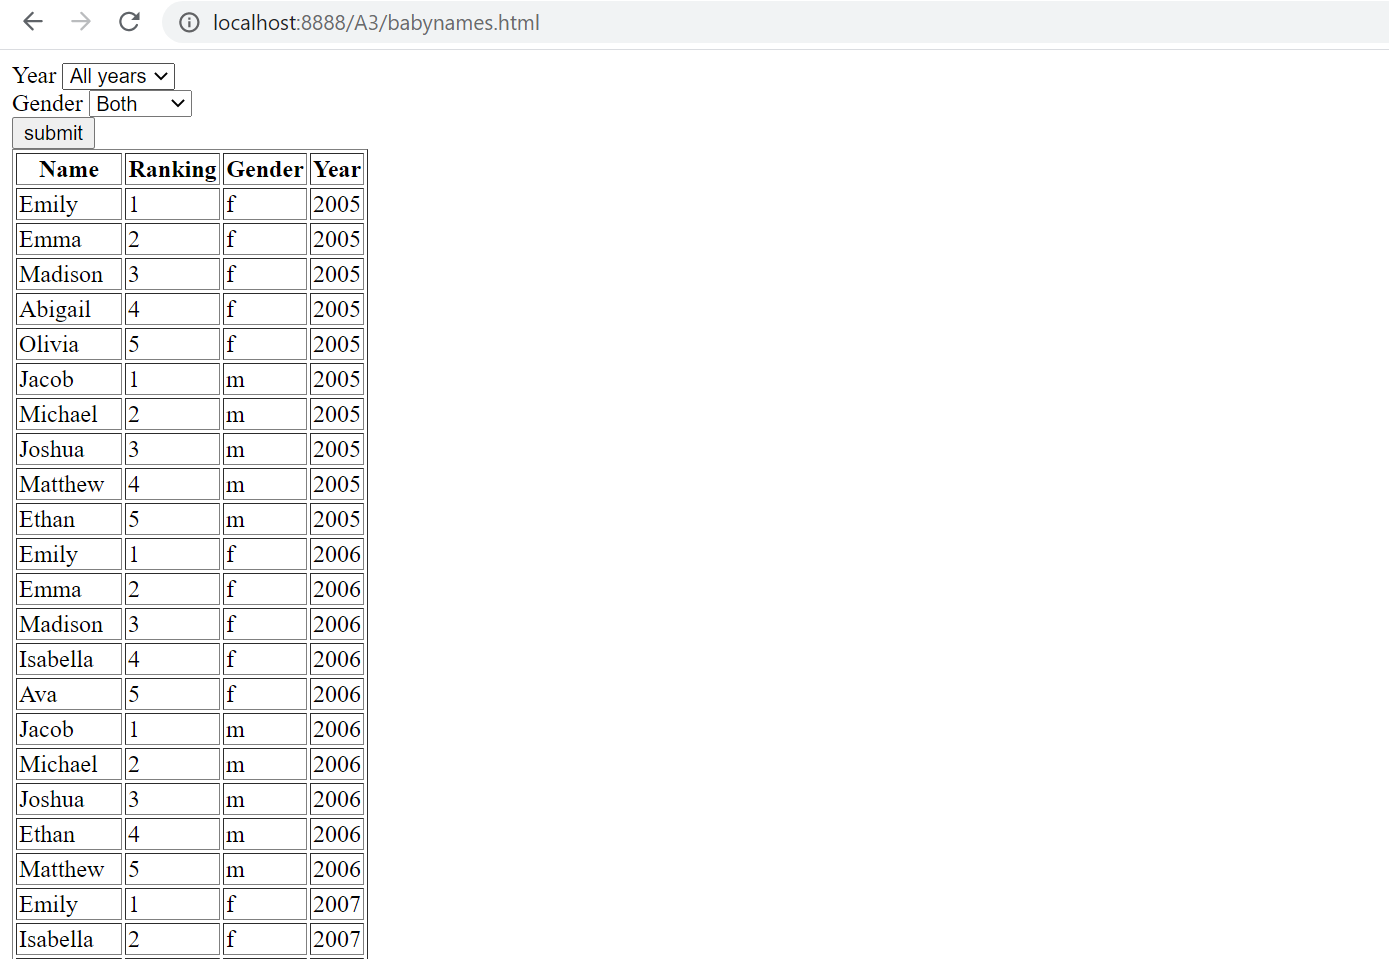 localhost:8888/A3/babynames.html
Year All years
Gender Both
submit
Name Ranking Gender Year
Emily 1 f 2005
Emma 2 f 2005
Madison 3 f 2005
Abigail 4 f 2005
Olivia 5 f 2005
Jacob 1 m 2005
Michael 2 m 2005
Joshua 3 m 2005
Matthew 4 m 2005
Ethan 5 m 2005
Emily 1 f 2006
Emma 2 f 2006
Madison 3 f 2006
Isabella 4 f 2006
Ava 5 f 2006
Jacob 1 m 2006
Michael 2 m 2006
Joshua 3 m 2006
Ethan 4 m 2006
Matthew 5 m 2006
Emily 1 f 2007
Isabella 2 f 2007